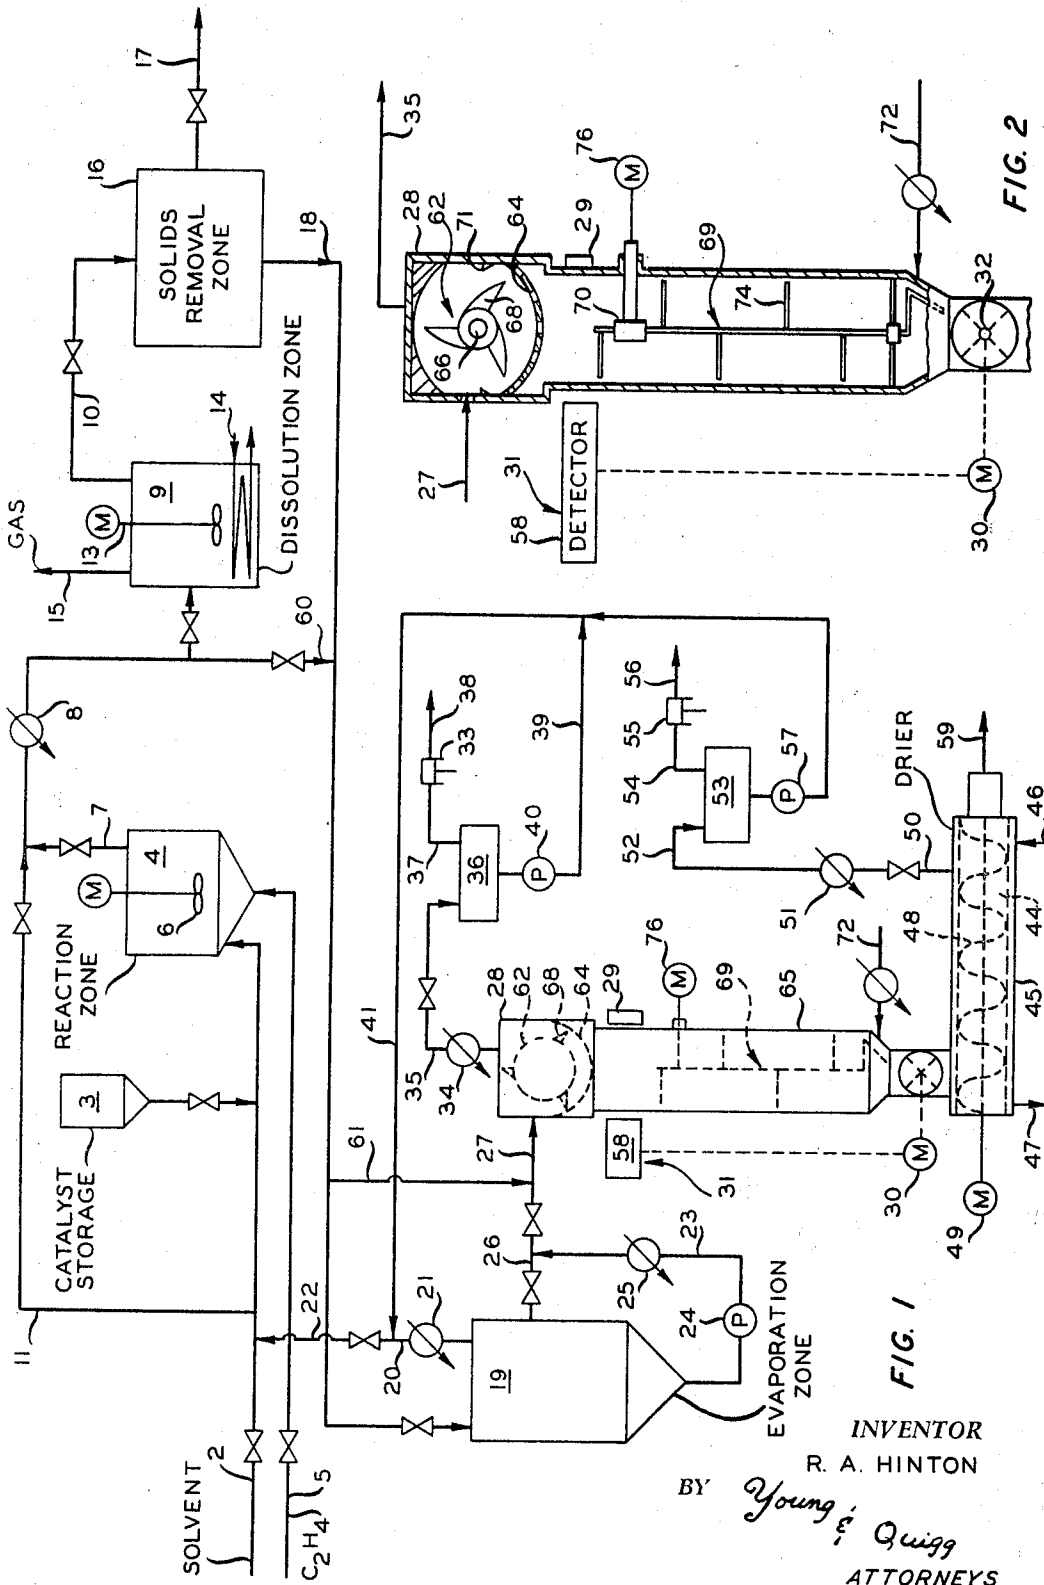 SOLVENT
2
C2H4
5
11
22
CATALYST
STORAGE
3
REACTION
ZONE
M
6
4
7
8
GAS
15
M
13
9
14
DISSOLUTION ZONE
10
60
16
SOLIDS
REMOVAL
ZONE
17
18
20
21
19
EVAPORATION
ZONE
P
24
25
23
26
27
61
41
35
34
28
62
68
64
29
58
31
M
76
69
65
72
M
30
36
37
33
38
P
40
39
52
51
50
53
54
55
56
P
57
DRIER
59
46
44
48
45
47
M
49
FIG. 1
35
28
62
71
64
66
68
27
29
M
76
70
69
74
72
32
DETECTOR
58
31
M
30
FIG. 2
INVENTOR
R. A. HINTON
BY Young & Quigg
ATTORNEYS